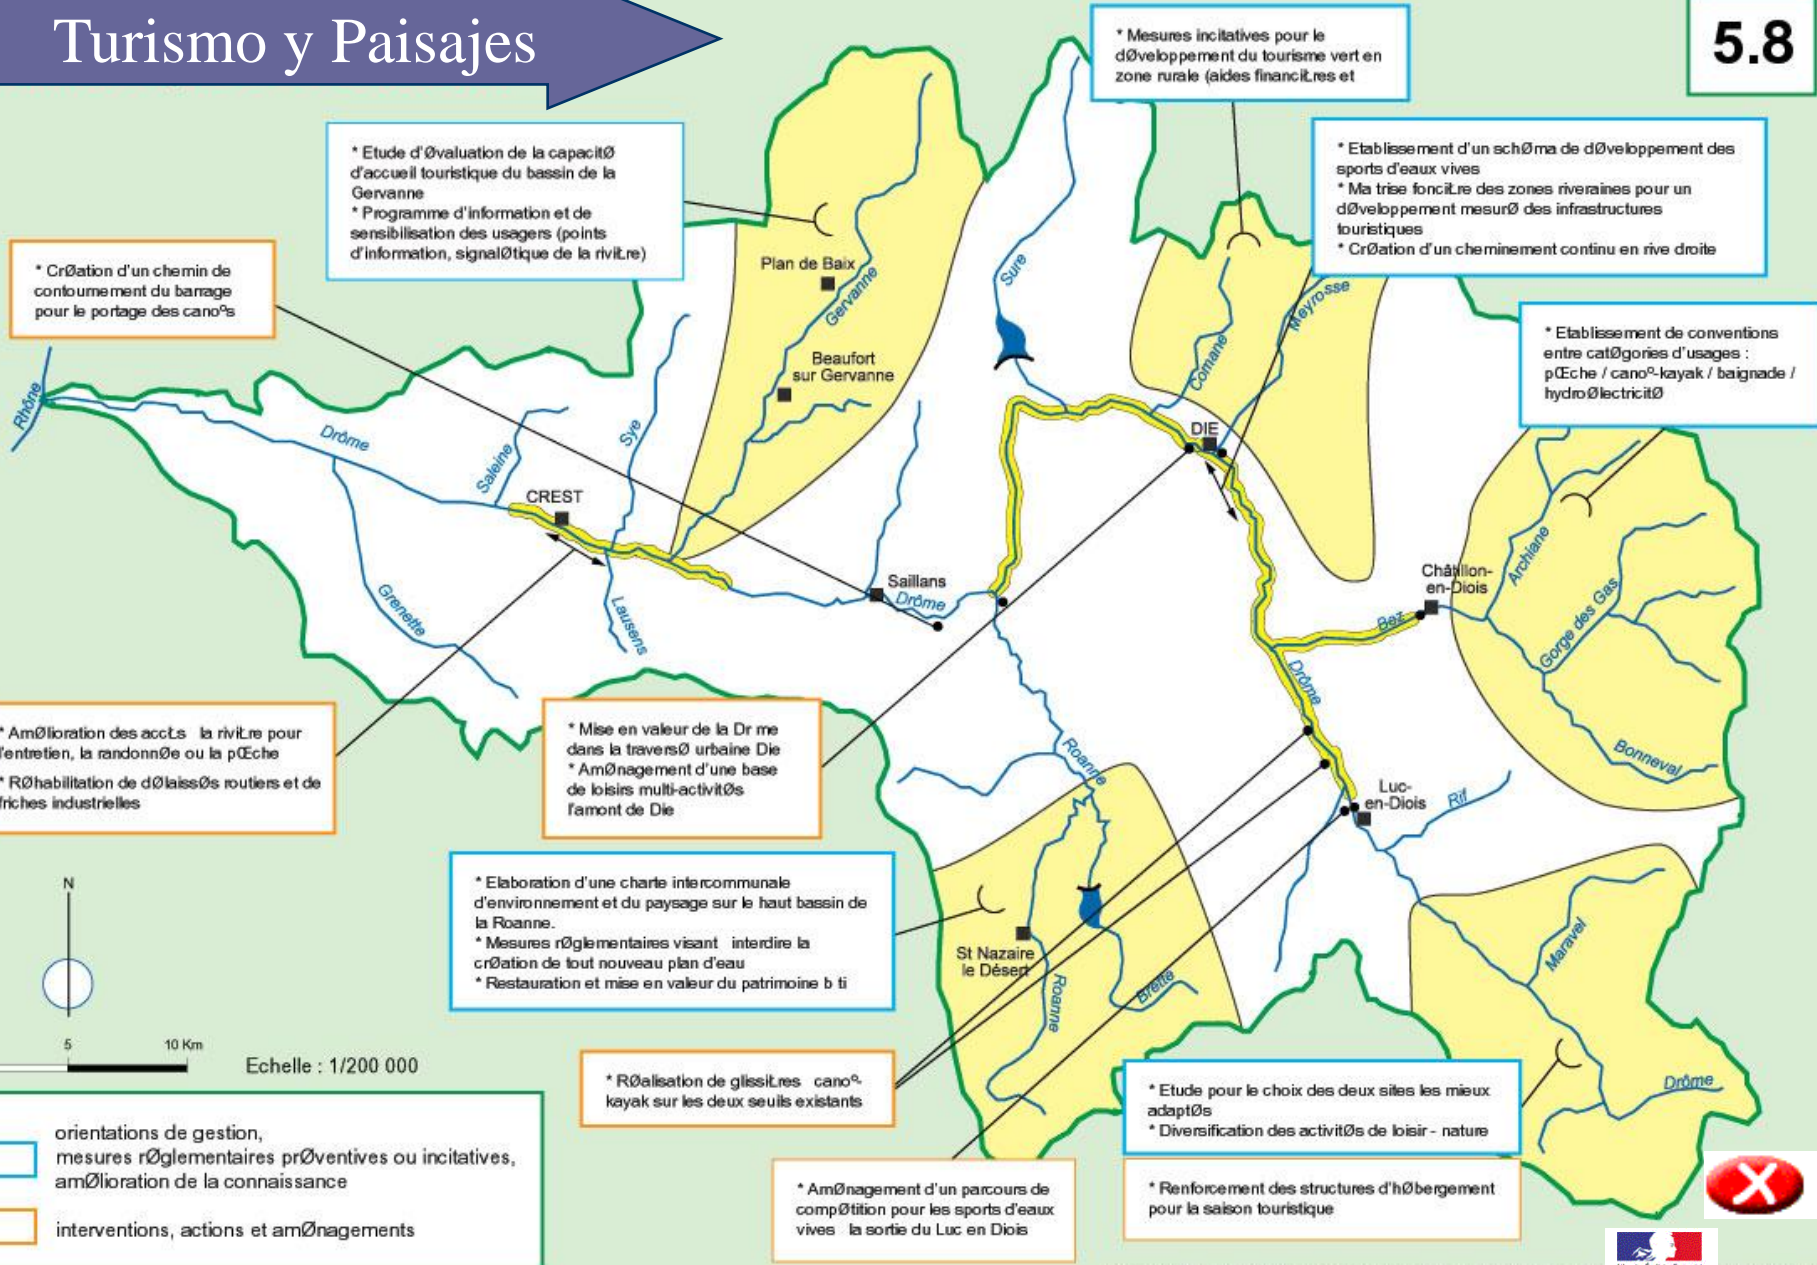 Turismo y Paisajes
5.8
* Mesures incitatives pour le
dØveloppement du tourisme vert en
zone rurale (aides financiŁres et
* Etude d'Øvaluation de la capacitØ
d'accueil touristique du bassin de la
Gervanne
* Programme d'information et de
sensibilisation des usagers (points
d'information, signalØtique de la riviŁre)
* Etablissement d'un schØma de dØveloppement des
sports d'eaux vives
* Ma trise fonciŁre des zones riveraines pour un
dØveloppement mesurØ des infrastructures
touristiques
* CrØation d'un cheminement continu en rive droite
* CrØation d'un chemin de
contournement du barrage
pour le portage des canoºs
* Etablissement de conventions
entre catØgories d'usages :
pŒche / canoº-kayak / baignade /
hydroØlectricitØ
Plan de Baix
Gervanne
Sure
Meyrosse
Comane
Beaufort
sur Gervanne
Rhône
Drôme
Saleine
Sye
CREST
DIE
Archiane
Châtillon-
en-Diois
Gorge des Gas
Bez
Saillans
Drôme
Grenette
Lausens
Drôme
Bonneval
Roanne
Luc-
en-Diois
Rif
* AmØlioration des accŁs la riviŁre pour
l'entretien, la randonnØe ou la pŒche
* RØhabilitation de dØlaissØs routiers et de
friches industrielles
* Mise en valeur de la Dr me
dans la traversØ urbaine Die
* AmØnagement d'une base
de loisirs multi-activitØs
l'amont de Die
* Elaboration d'une charte intercommunale
d'environnement et du paysage sur le haut bassin de
la Roanne.
* Mesures rØglementaires visant interdire la
crØation de tout nouveau plan d'eau
* Restauration et mise en valeur du patrimoine b ti
St Nazaire
le Désert
Roanne
Brette
Maravel
Drôme
N
5 10 Km
Echelle : 1/200 000
* RØalisation de glissiŁres canoº-
kayak sur les deux seuils existants
* Etude pour le choix des deux sites les mieux
adaptØs
* Diversification des activitØs de loisir - nature
* Renforcement des structures d'hØbergement
pour la saison touristique
* AmØnagement d'un parcours de
compØtition pour les sports d'eaux
vives la sortie du Luc en Diois
orientations de gestion,
mesures rØglementaires prØventives ou incitatives,
amØlioration de la connaissance
interventions, actions et amØnagements
X